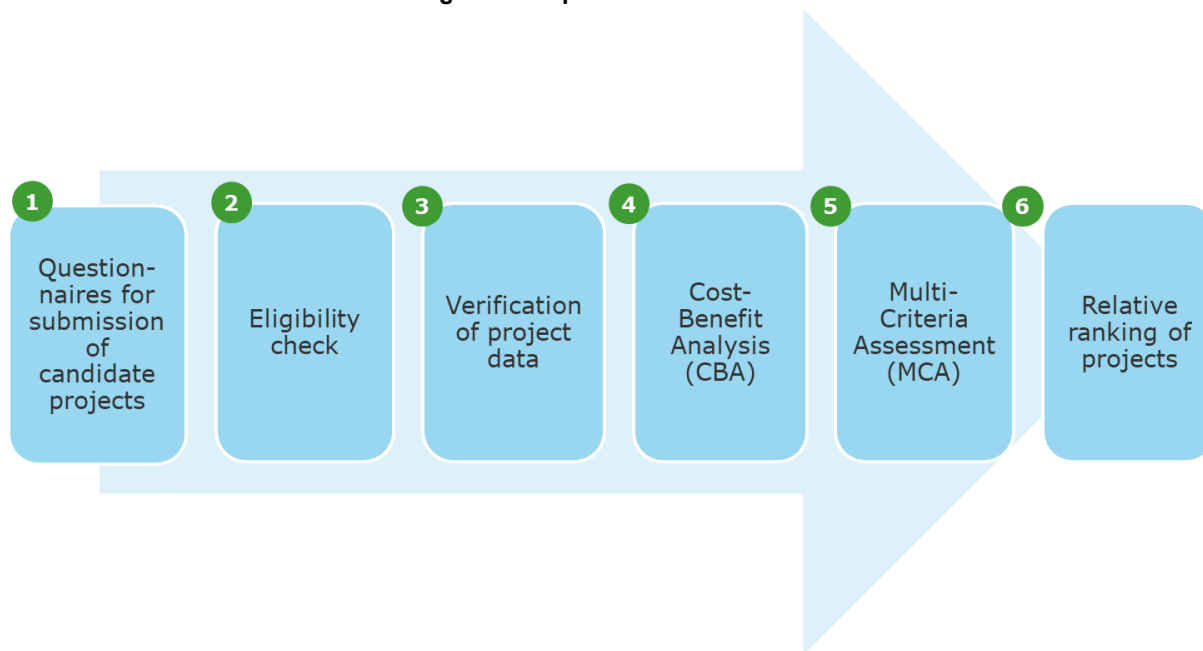 1
Question-
naires for
submission
of
candidate
projects
2
Eligibility
check
3
Verification
of project
data
4
Cost-
Benefit
Analysis
(CBA)
5
Multi-
Criteria
Assessment
(MCA)
6
Relative
ranking of
projects